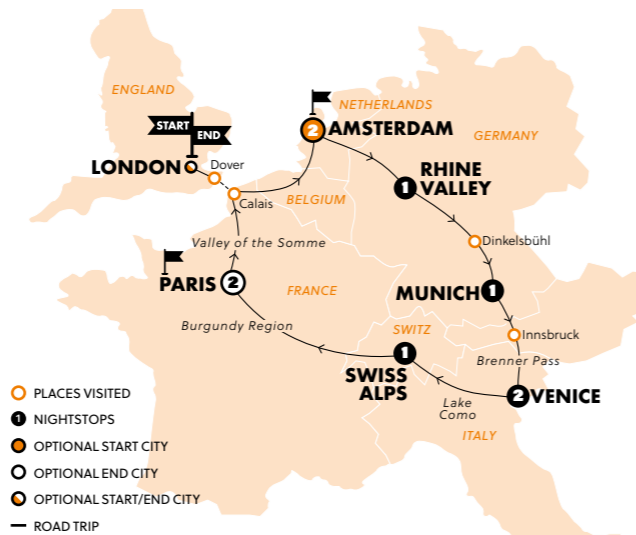 ENGLAND
NETHERLANDS
START
END
2
AMSTERDAM
GERMANY
LONDON
Dover
1
RHINE
VALLEY
Calais
BELGIUM
Valley of the Somme
Dinkelsbühl
PARIS
2
FRANCE
MUNICH
1
Burgundy Region
SWITZ
Innsbruck
1
Brenner Pass
SWISS
ALPS
2
VENICE
Lake
Como
ITALY
PLACES VISITED
1
NIGHTSTOPS
OPTIONAL START CITY
OPTIONAL END CITY
OPTIONAL START/END CITY
ROAD TRIP